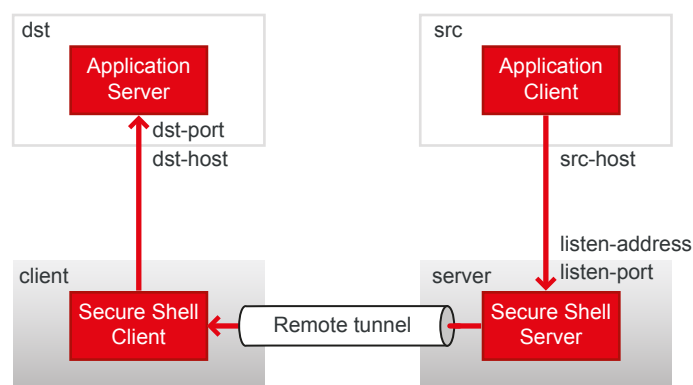 dst
Application
Server
dst-port
dst-host
src
Application
Client
src-host
listen-address
listen-port
client
Secure Shell
Client
Remote tunnel
server
Secure Shell
Server